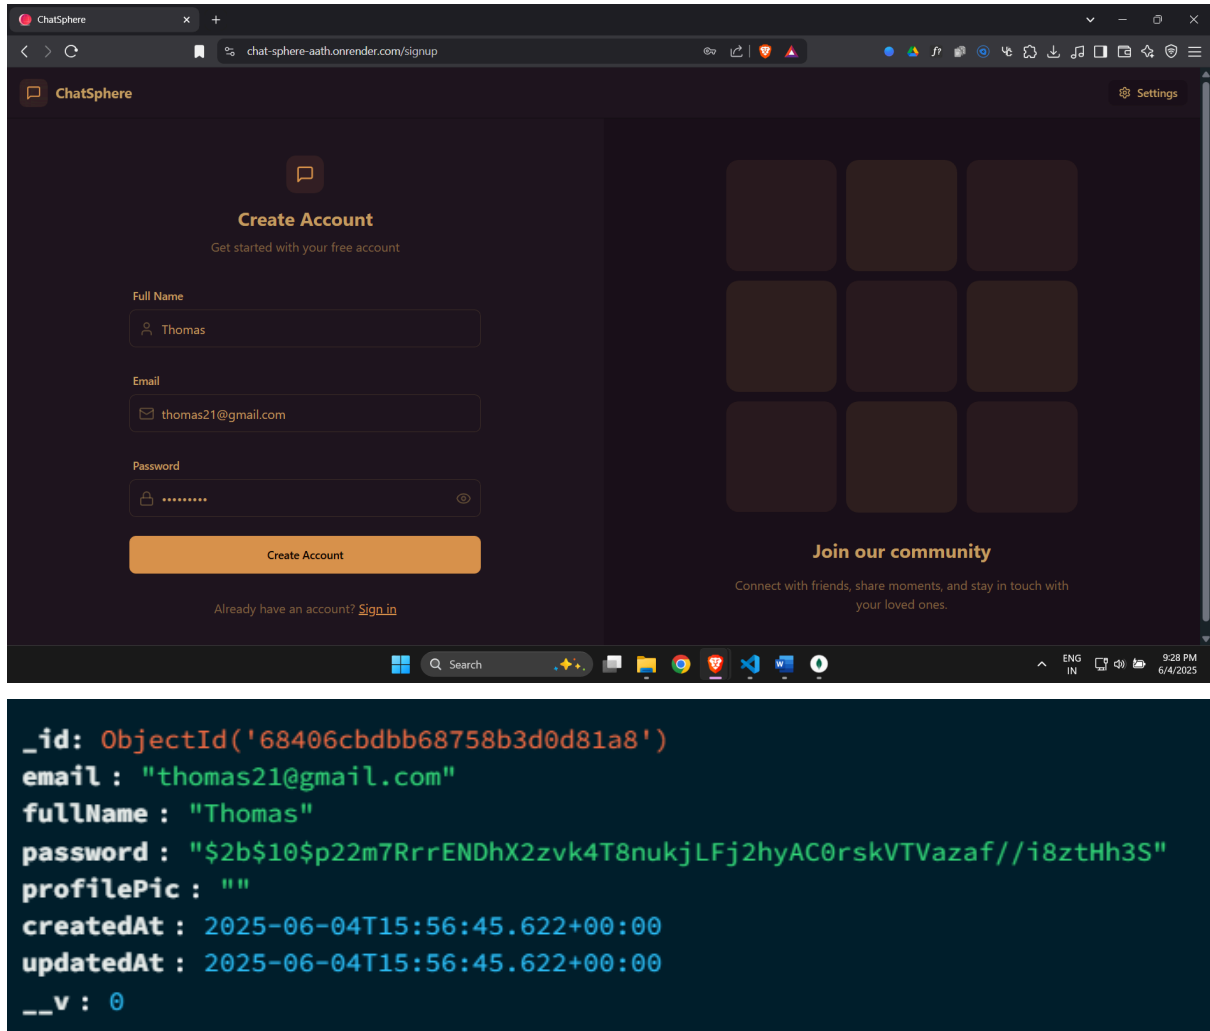 ChatSphere
chat-sphere-aath.onrender.com/signup
ChatSphere
Settings
Create Account
Get started with your free account
Full Name
Thomas
Email
thomas21@gmail.com
Password
•••••••••
Create Account
Already have an account? Sign in
Join our community
Connect with friends, share moments, and stay in touch with
your loved ones.
Search
ENG
IN
9:28 PM
6/4/2025
_id: ObjectId('68406cbdbb68758b3d0d81a8')
email : "thomas21@gmail.com"
fullName : "Thomas"
password : "$2b$10$p22m7RrrENDhX2zvk4T8nukjLFj2hyAC0rskVTVazaf//i8ztHh3S"
profilePic : ""
createdAt : 2025-06-04T15:56:45.622+00:00
updatedAt : 2025-06-04T15:56:45.622+00:00
__v : 0